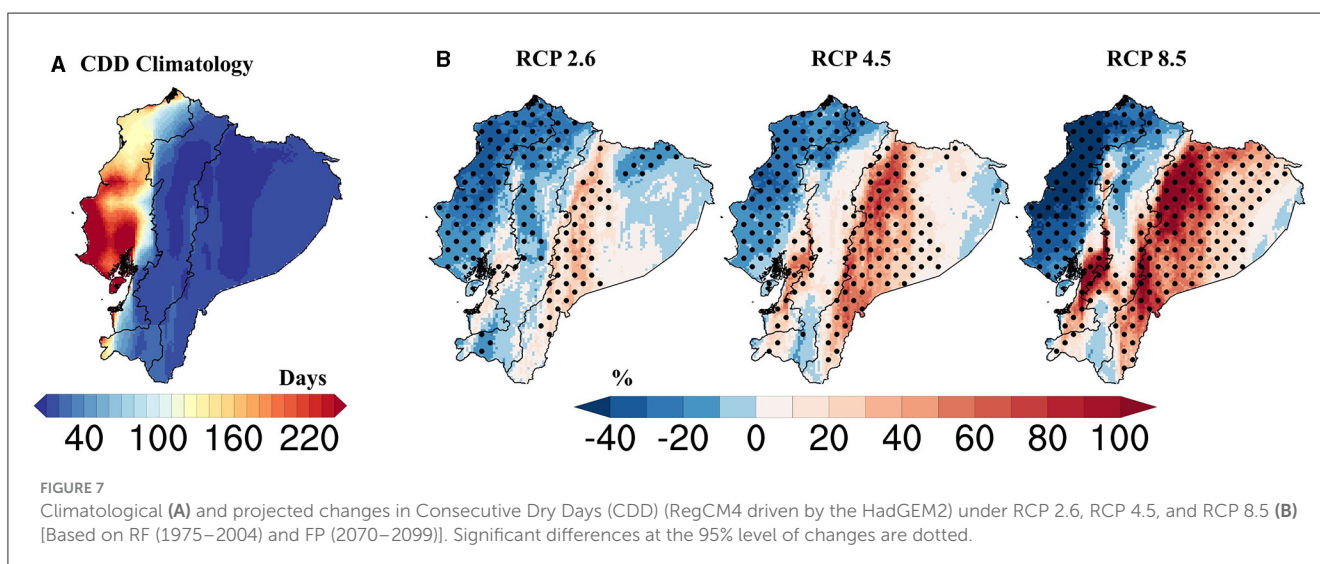 A CDD Climatology
B RCP 2.6 RCP 4.5 RCP 8.5
Days
40 100 160 220
%
-40 -20 0 20 40 60 80 100
FIGURE 7
Climatological (A) and projected changes in Consecutive Dry Days (CDD) (RegCM4 driven by the HadGEM2) under RCP 2.6, RCP 4.5, and RCP 8.5 (B)
[Based on RF (1975–2004) and FP (2070–2099)]. Significant differences at the 95% level of changes are dotted.